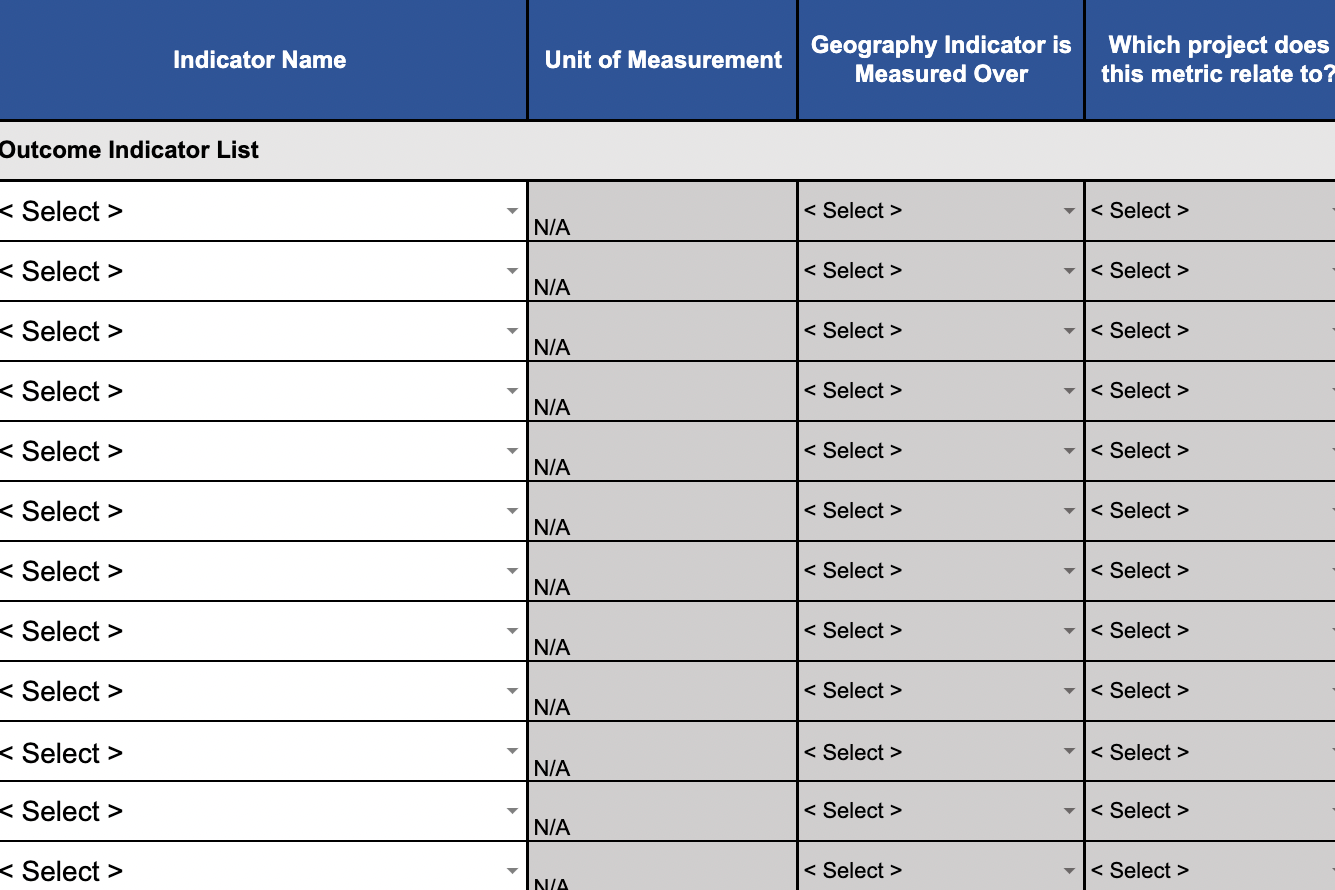 Indicator Name
Unit of Measurement
Geography Indicator is
Measured Over
Which project does
this metric relate to?
Outcome Indicator List
< Select > N/A < Select > < Select >
< Select > N/A < Select > < Select >
< Select > N/A < Select > < Select >
< Select > N/A < Select > < Select >
< Select > N/A < Select > < Select >
< Select > N/A < Select > < Select >
< Select > N/A < Select > < Select >
< Select > N/A < Select > < Select >
< Select > N/A < Select > < Select >
< Select > N/A < Select > < Select >
< Select > N/A < Select > < Select >
< Select > N/A < Select > < Select >